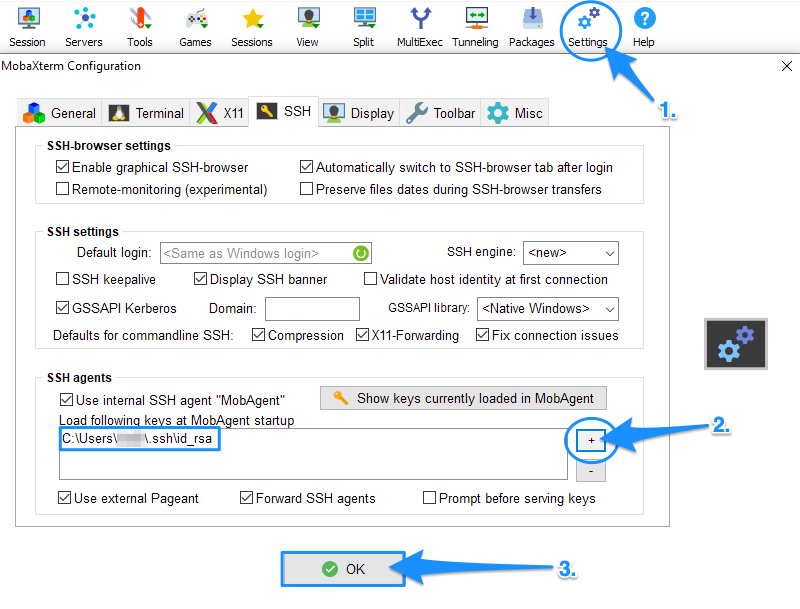 Session Servers Tools Games Sessions View Split MultiExec Tunneling Packages Settings Help
MobaXterm Configuration
1.
General Terminal X11 SSH Display Toolbar Misc
SSH-browser settings
Enable graphical SSH-browser Automatically switch to SSH-browser tab after login
Remote-monitoring (experimental) Preserve files dates during SSH-browser transfers
SSH settings
Default login: <Same as Windows login> SSH engine: <new>
SSH keepalive Display SSH banner Validate host identity at first connection
GSSAPI Kerberos Domain: GSSAPI library: <Native Windows>
Defaults for commandline SSH: Compression X11-Forwarding Fix connection issues
SSH agents
Use internal SSH agent "MobAgent" Show keys currently loaded in MobAgent
Load following keys at MobAgent startup
C:\Users\ \.ssh\id_rsa + 2.
-
Use external Pageant Forward SSH agents Prompt before serving keys
OK 3.